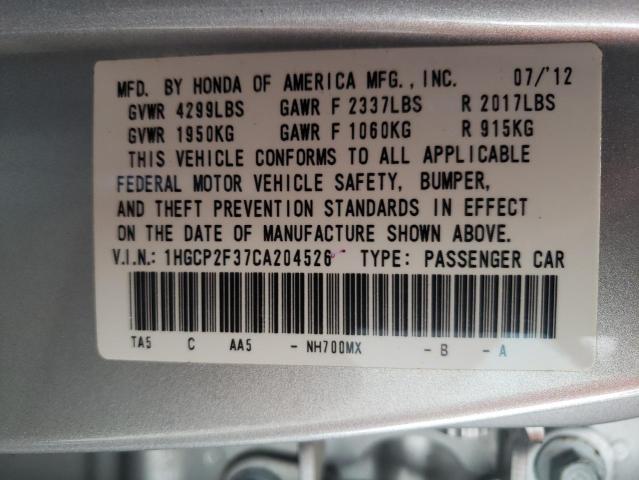 MFD. BY HONDA OF AMERICA MFG., INC. 07/'12
GVWR 4299LBS GAWR F 2337LBS R 2017LBS
GVWR 1950KG GAWR F 1060KG R 915KG
THIS VEHICLE CONFORMS TO ALL APPLICABLE
FEDERAL MOTOR VEHICLE SAFETY, BUMPER,
AND THEFT PREVENTION STANDARDS IN EFFECT
ON THE DATE OF MANUFACTURE SHOWN ABOVE.
V.I.N.: 1HGCP2F37CA204526 TYPE: PASSENGER CAR
TA5 C AA5 - NH700MX - B - A